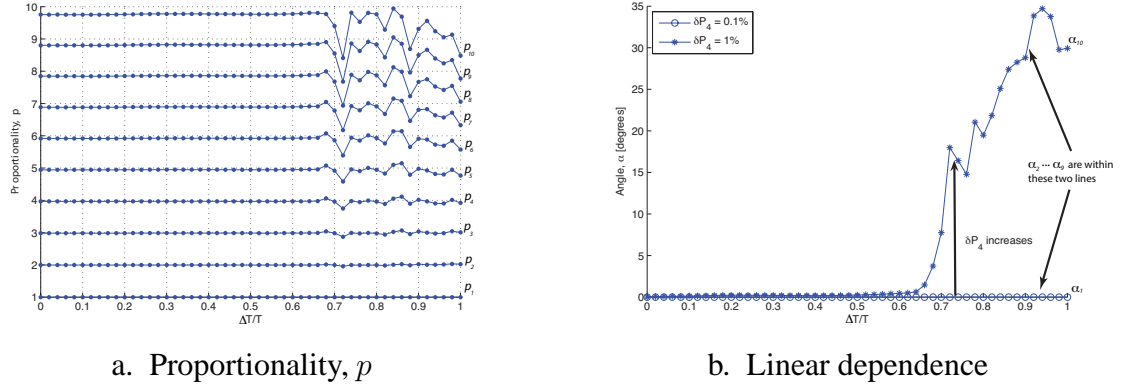 10
9
8
7
6
5
4
3
2
1
Proportionality, p
0 0.1 0.2 0.3 0.4 0.5 0.6 0.7 0.8 0.9 1
ΔT/T
p10
p9
p8
p7
p6
p5
p4
p3
p2
p1
a. Proportionality, p
35
30
25
20
15
10
5
0
Angle, α [degrees]
δP4 = 0.1%
δP4 = 1%
α10
α2 ... α9 are within
these two lines
δP4 increases
α1
0 0.1 0.2 0.3 0.4 0.5 0.6 0.7 0.8 0.9 1
ΔT/T
b. Linear dependence